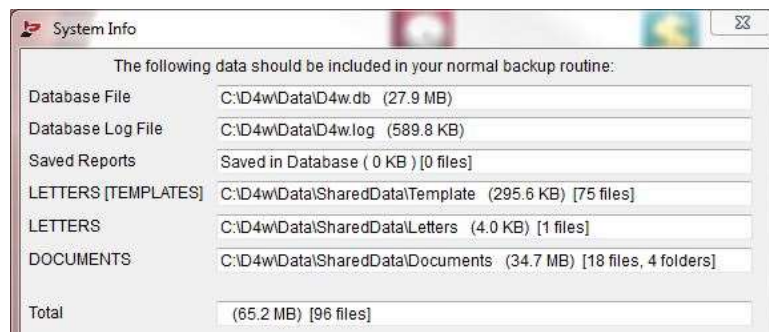 System Info
The following data should be included in your normal backup routine:
Database File C:\D4w\Data\D4w.db (27.9 MB)
Database Log File C:\D4w\Data\D4w.log (589.8 KB)
Saved Reports Saved in Database ( 0 KB ) [0 files]
LETTERS [TEMPLATES] C:\D4w\Data\SharedData\Template (295.6 KB) [75 files]
LETTERS C:\D4w\Data\SharedData\Letters (4.0 KB) [1 files]
DOCUMENTS C:\D4w\Data\SharedData\Documents (34.7 MB) [18 files, 4 folders]
Total (65.2 MB) [96 files]